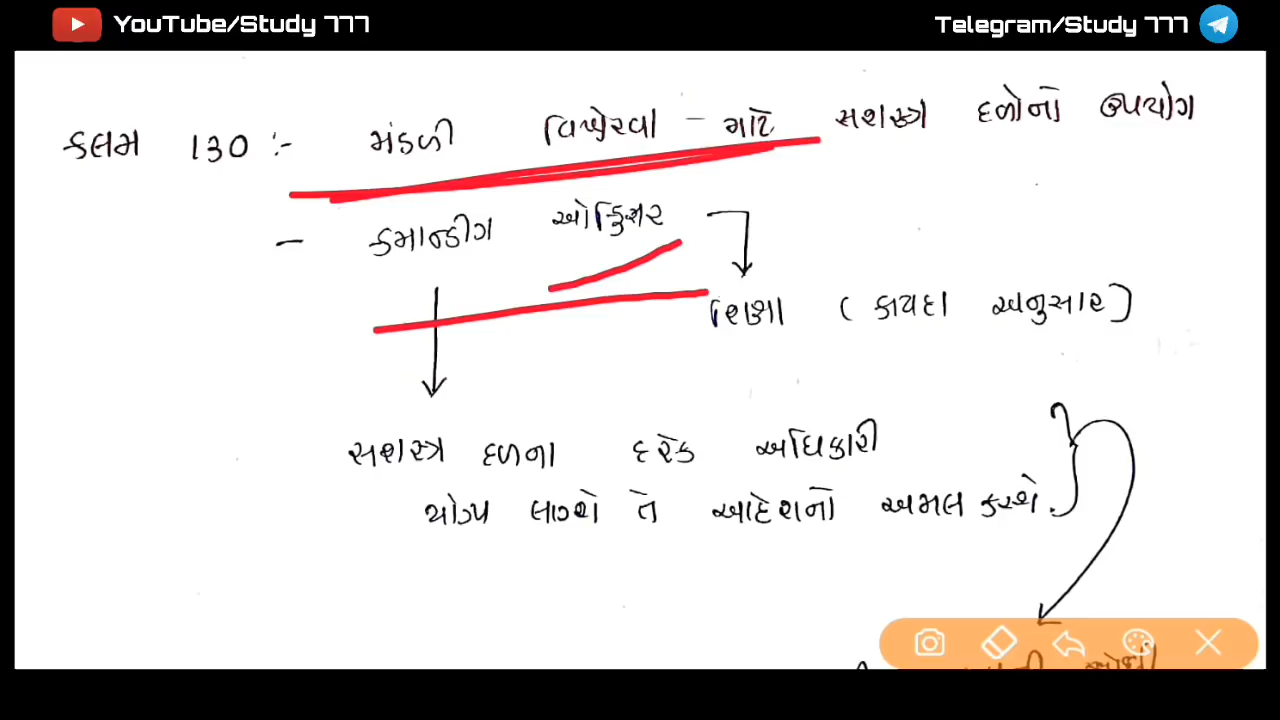 YouTube/Study 777
Telegram/Study 777
કલમ 130 :- મંડળી વિખેરવા - માટે સશસ્ત્ર દળોનો ઉપયોગ
- કમાન્ડીગ ઓફિસર
શિક્ષા (કાયદા અનુસાર)
સશસ્ત્ર દળના દરેક અધિકારી
યોગ્ય લાગશે તે આદેશનો અમલ કરશે.